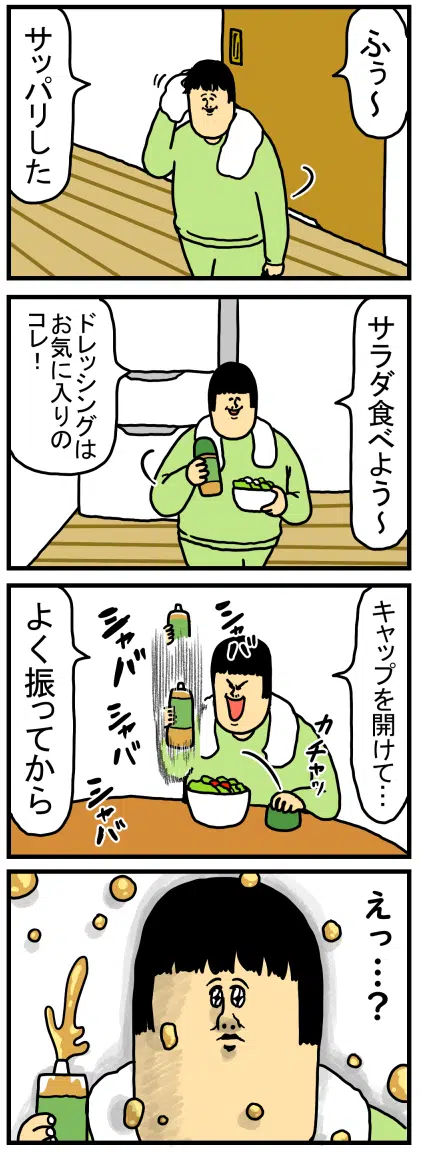 ふぅ～
サッパリした
サラダ食べよう～
ドレッシングは
お気に入りの
コレ！
キャップを開けて…
カチャッ
シャバ
シャバ
シャバ
シャバ
よく振ってから
えっ…？